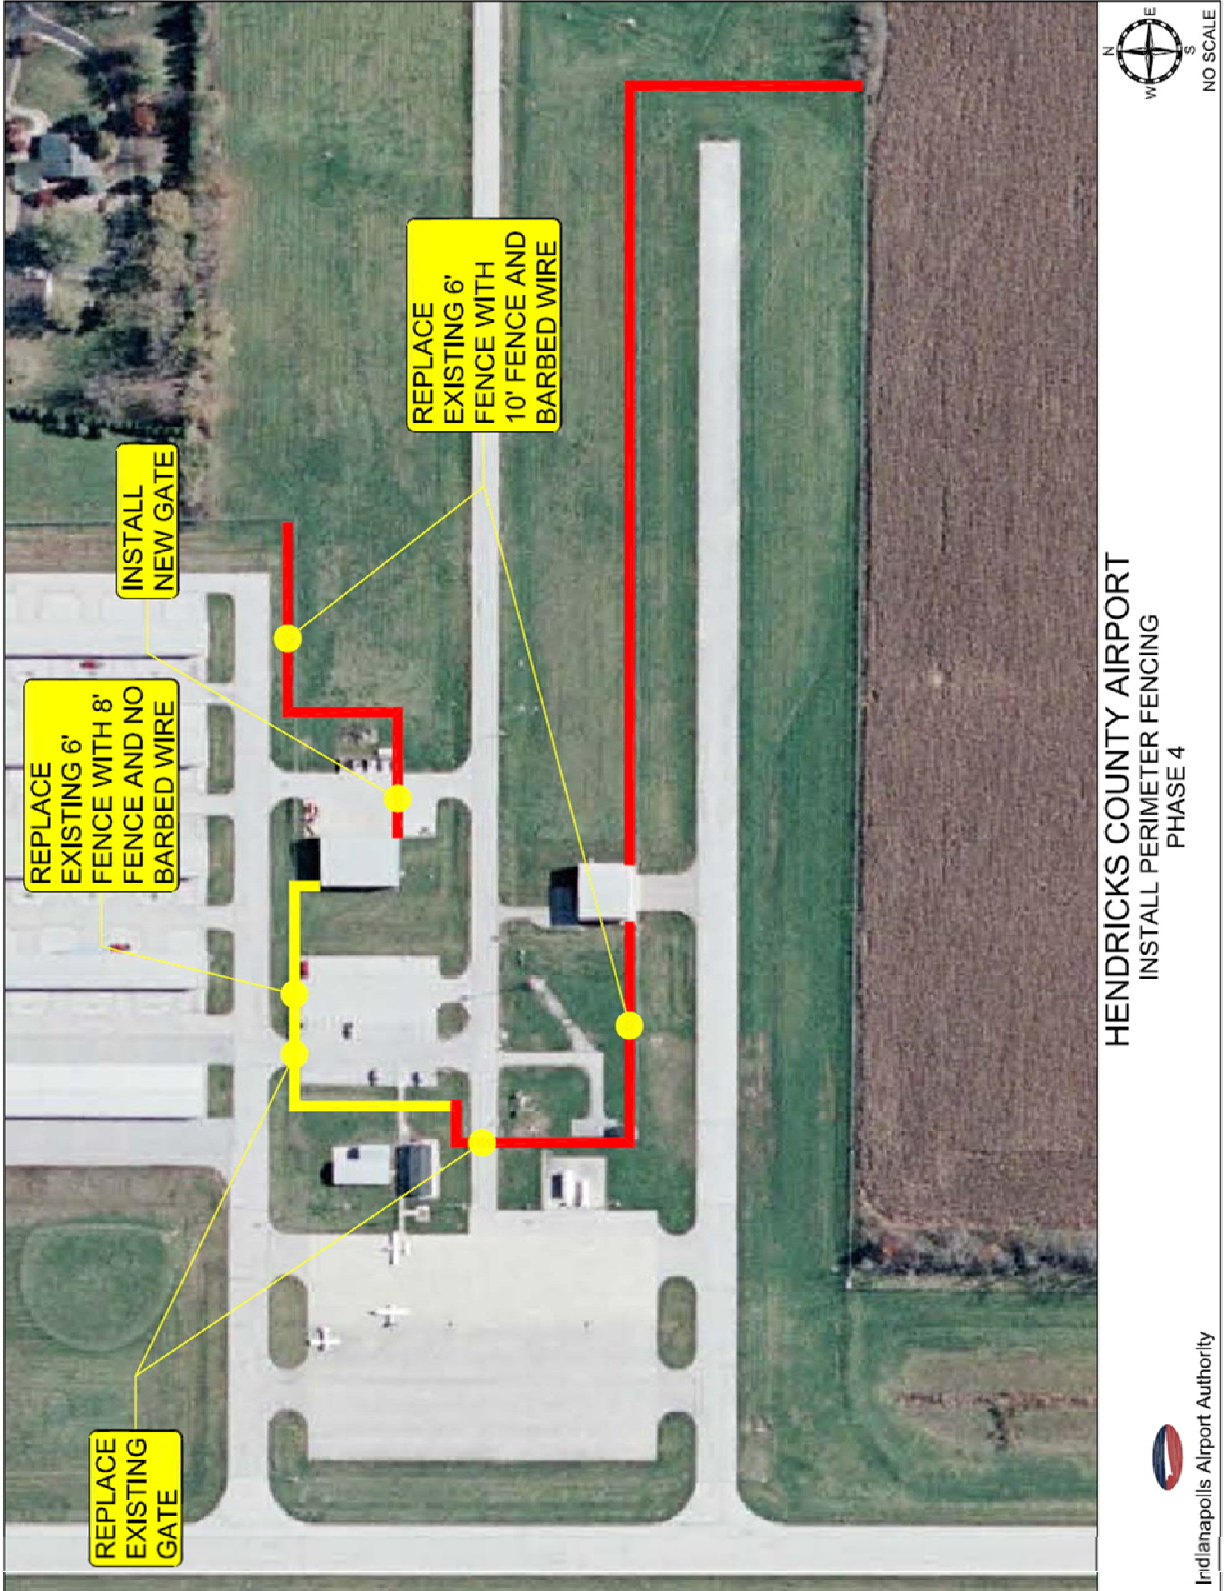 REPLACE
EXISTING
GATE
REPLACE
EXISTING 6'
FENCE WITH 8'
FENCE AND NO
BARBED WIRE
INSTALL
NEW GATE
REPLACE
EXISTING 6'
FENCE WITH
10' FENCE AND
BARBED WIRE
HENDRICKS COUNTY AIRPORT
INSTALL PERIMETER FENCING
PHASE 4
Indianapolis Airport Authority
N
W
E
S
NO SCALE